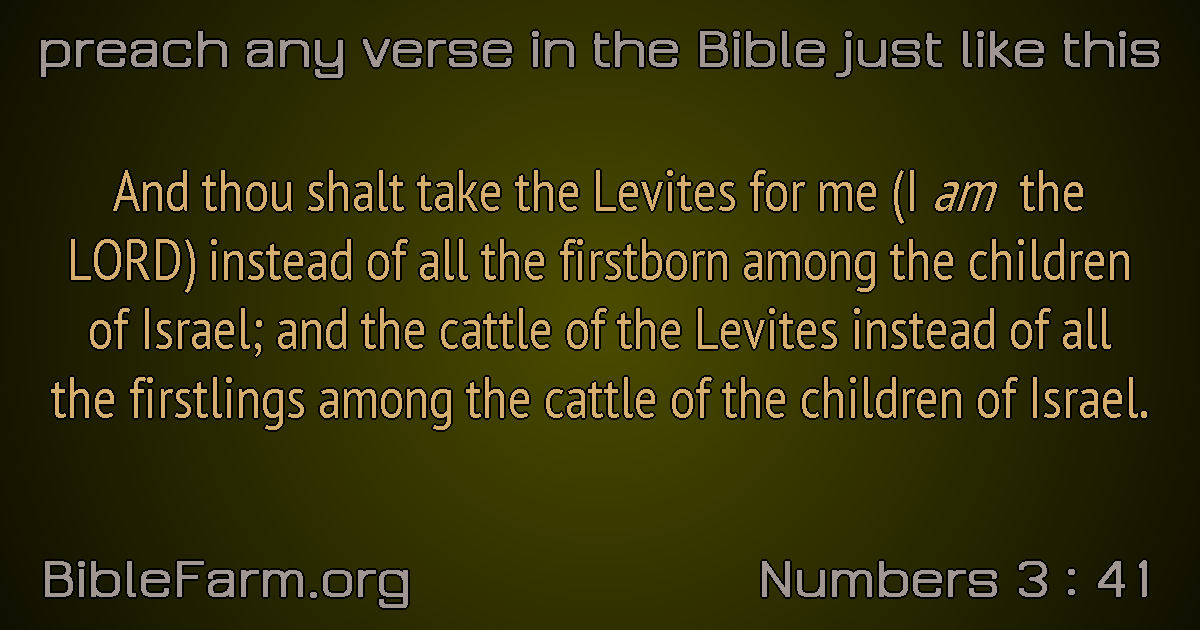 preach any verse in the Bible just like this
And thou shalt take the Levites for me (I am the
LORD) instead of all the firstborn among the children
of Israel; and the cattle of the Levites instead of all
the firstlings among the cattle of the children of Israel.
BibleFarm.org
Numbers 3 : 41